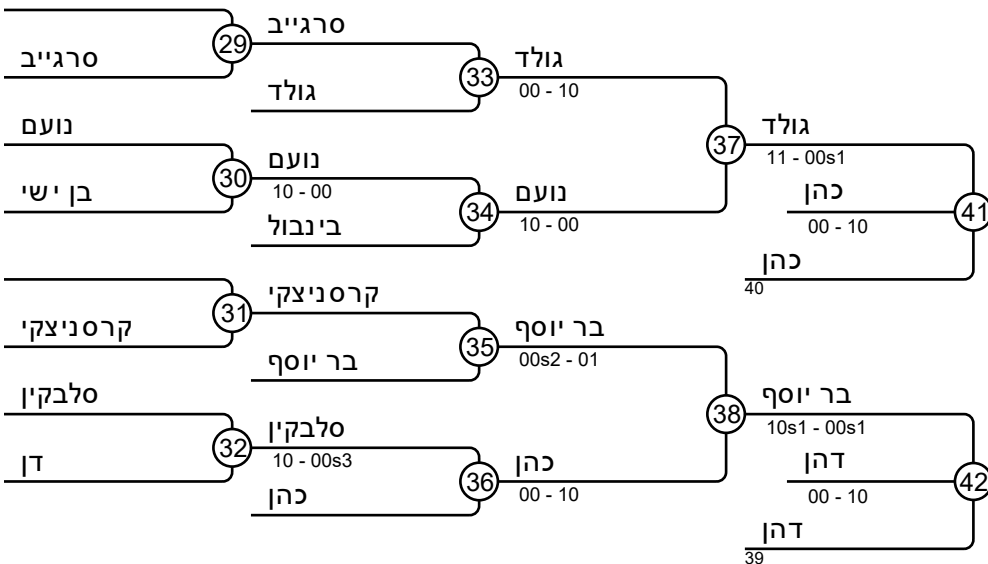 סרגייב
29
סרגייב
33
גולד
גולד
00 - 10
נועם
30
בן ישי
נועם
10 - 00
34
בינבול
נועם
10 - 00
37
גולד
11 - 00s1
כהן
00 - 10
41
כהן
40
31
קרסניצקי
קרסניצקי
35
בר יוסף
בר יוסף
00s2 - 01
סלבקין
32
דן
סלבקין
10 - 00s3
36
כהן
כהן
00 - 10
38
בר יוסף
10s1 - 00s1
דהן
00 - 10
42
דהן
39